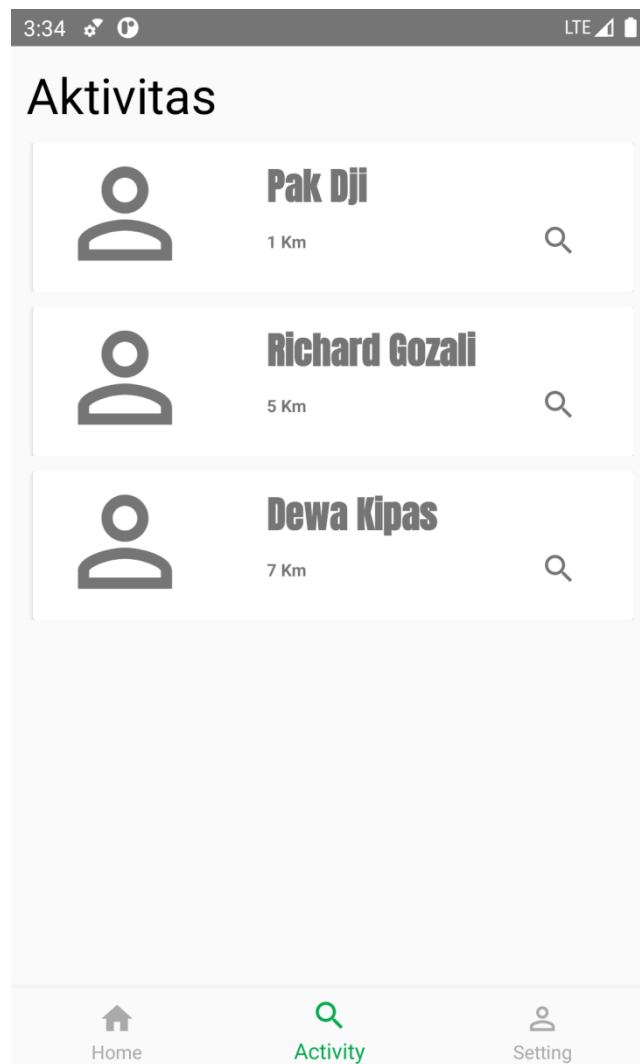 3:34 LTE
Aktivitas
Pak Dji
1 Km
Richard Gozali
5 Km
Dewa Kipas
7 Km
Home Activity Setting